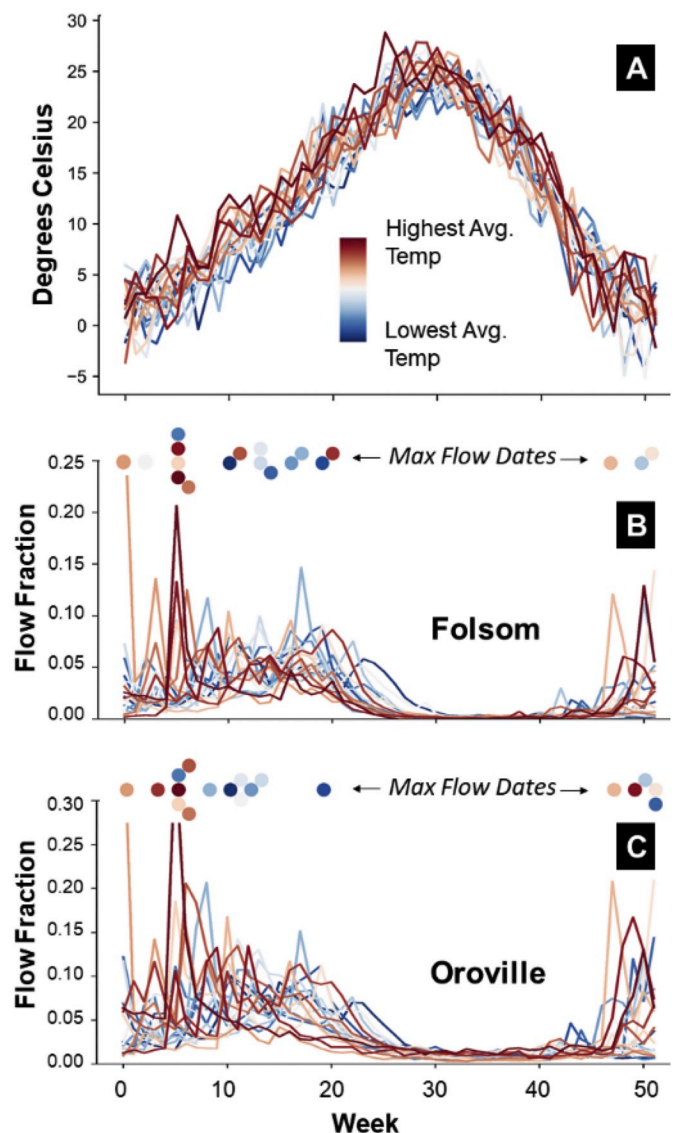 30
25
20
15
10
5
0
−5
Degrees Celsius
A
Highest Avg.
Temp
Lowest Avg.
Temp
← Max Flow Dates →
0.25
0.20
0.15
0.10
0.05
0.00
Flow Fraction
B
Folsom
← Max Flow Dates →
0.30
0.25
0.20
0.15
0.10
0.05
0.00
Flow Fraction
C
Oroville
0 10 20 30 40 50
Week